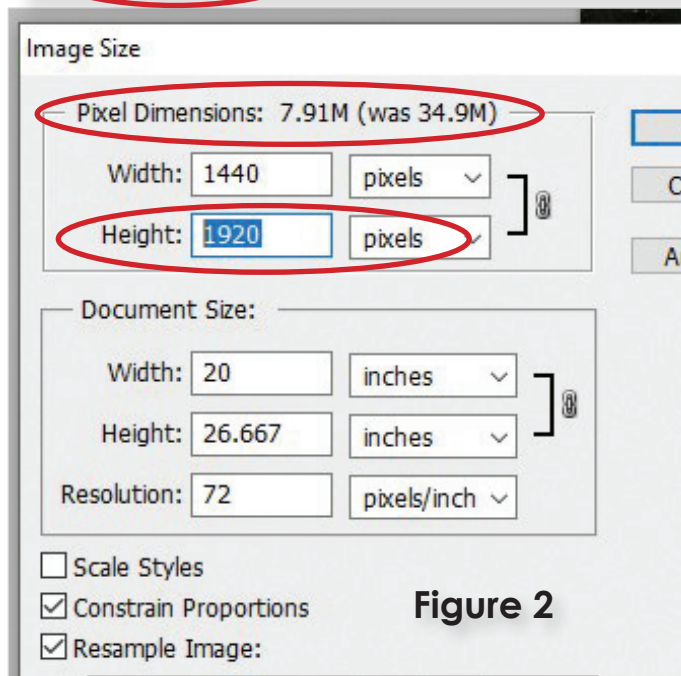 Image Size
Pixel Dimensions: 7.91M (was 34.9M)
Width: 1440 pixels
Height: 1920 pixels
Document Size:
Width: 20 inches
Height: 26.667 inches
Resolution: 72 pixels/inch
Scale Styles
Constrain Proportions
Resample Image:
Figure 2